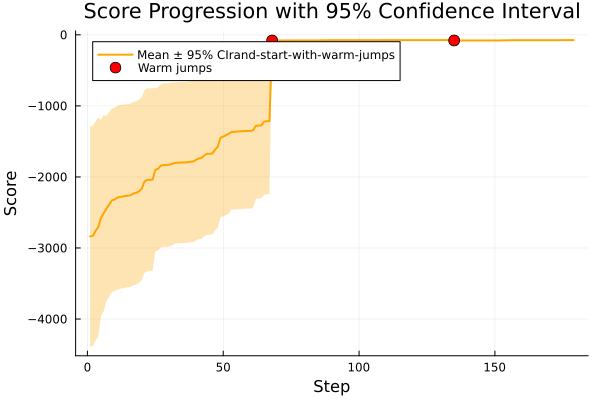 Score Progression with 95% Confidence Interval
0
Mean ± 95% CIrand-start-with-warm-jumps
Warm jumps
−1000
−2000
−3000
−4000
Score
0
50
100
150
Step